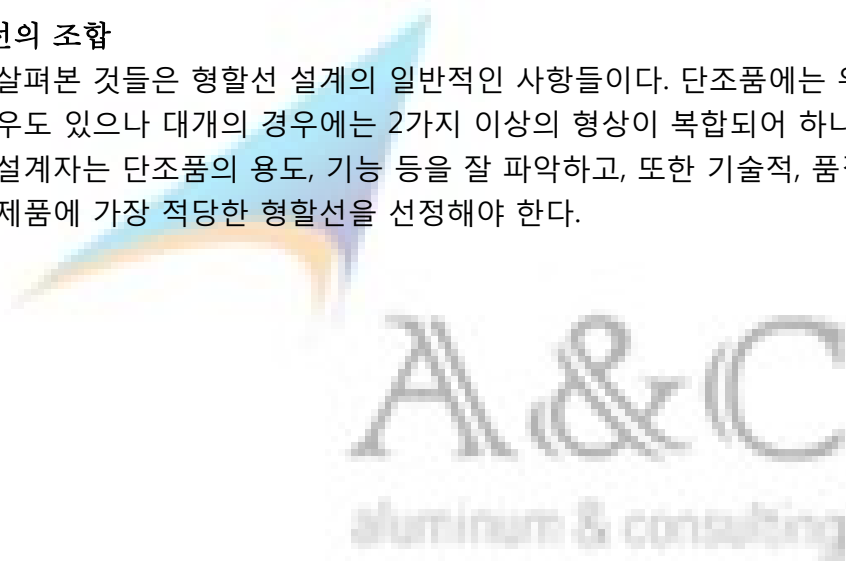 선의 조합
살펴본 것들은 형할선 설계의 일반적인 사항들이다. 단조품에는
우도 있으나 대개의 경우에는 2가지 이상의 형상이 복합되어 하나
설계자는 단조품의 용도, 기능 등을 잘 파악하고, 또한 기술적, 품질
제품에 가장 적당한 형할선을 선정해야 한다.
A&C
aluminum & consulting